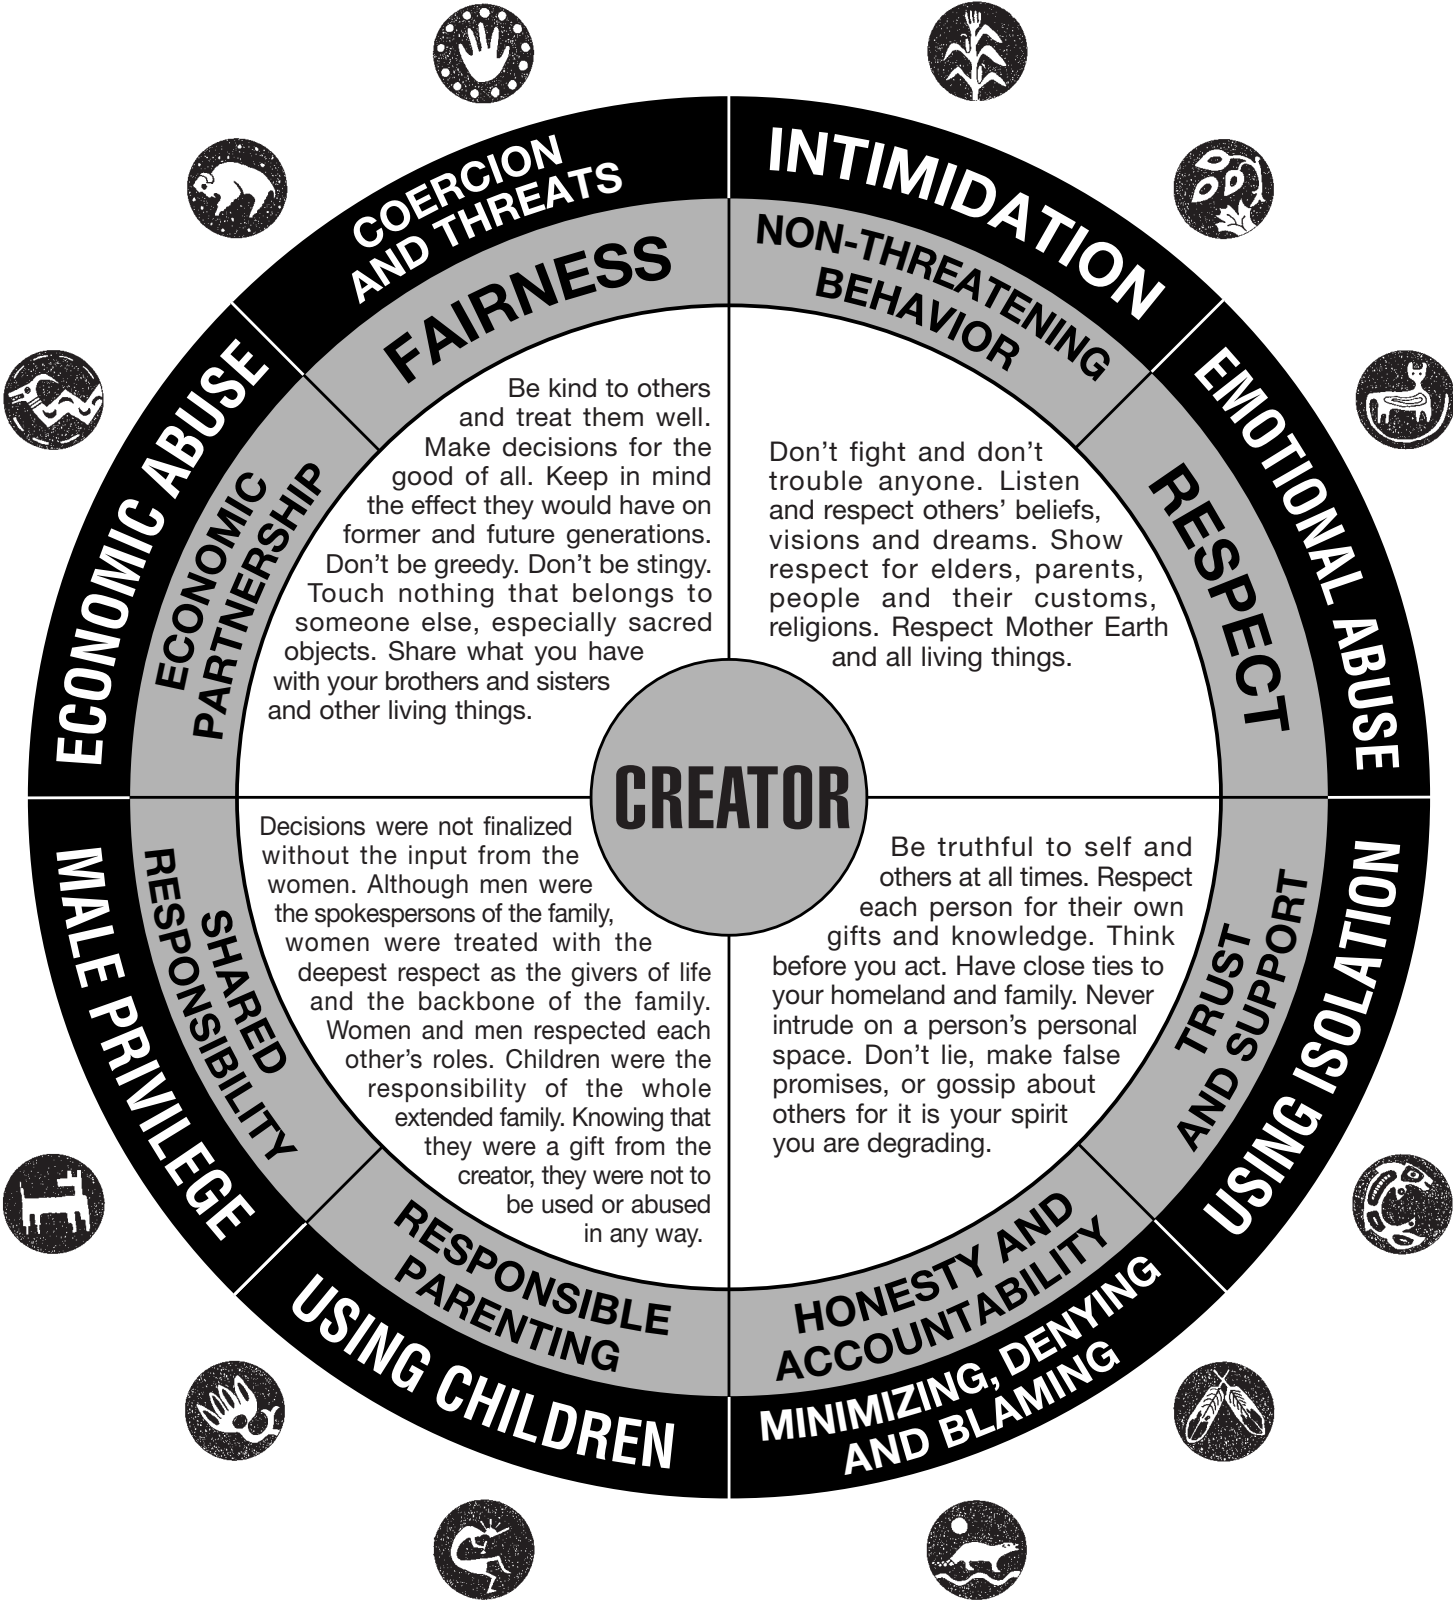 COERCION
AND THREATS
INTIMIDATION
EMOTIONAL ABUSE
USING ISOLATION
MINIMIZING, DENYING
AND BLAMING
USING CHILDREN
MALE PRIVILEGE
ECONOMIC ABUSE
FAIRNESS
NON-THREATENING
BEHAVIOR
RESPECT
TRUST
AND SUPPORT
HONESTY AND
ACCOUNTABILITY
RESPONSIBLE
PARENTING
SHARED
RESPONSIBILITY
ECONOMIC
PARTNERSHIP
Be kind to others
and treat them well.
Make decisions for the
good of all. Keep in mind
the effect they would have on
former and future generations.
Don’t be greedy. Don’t be stingy.
Touch nothing that belongs to
someone else, especially sacred
objects. Share what you have
with your brothers and sisters
and other living things.
Don’t fight and don’t
trouble anyone. Listen
and respect others’ beliefs,
visions and dreams. Show
respect for elders, parents,
people and their customs,
religions. Respect Mother Earth
and all living things.
CREATOR
Decisions were not finalized
without the input from the
women. Although men were
the spokespersons of the family,
women were treated with the
deepest respect as the givers of life
and the backbone of the family.
Women and men respected each
other’s roles. Children were the
responsibility of the whole
extended family. Knowing that
they were a gift from the
creator, they were not to
be used or abused
in any way.
Be truthful to self and
others at all times. Respect
each person for their own
gifts and knowledge. Think
before you act. Have close ties to
your homeland and family. Never
intrude on a person’s personal
space. Don’t lie, make false
promises, or gossip about
others for it is your spirit
you are degrading.